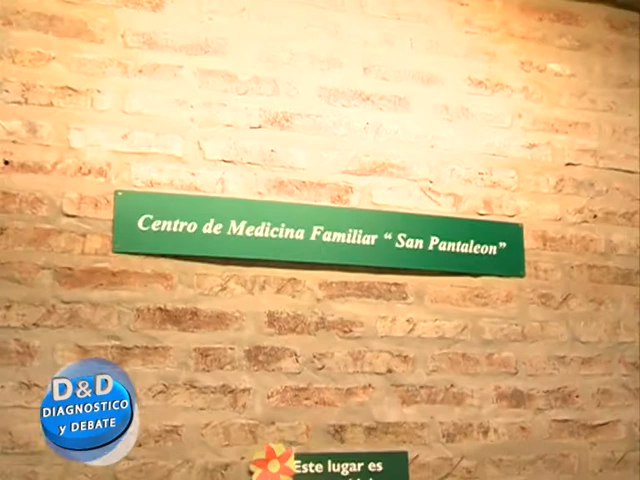 Centro de Medicina Familiar “ San Pantaleon”
D&D
DIAGNOSTICO
y DEBATE
Este lugar es